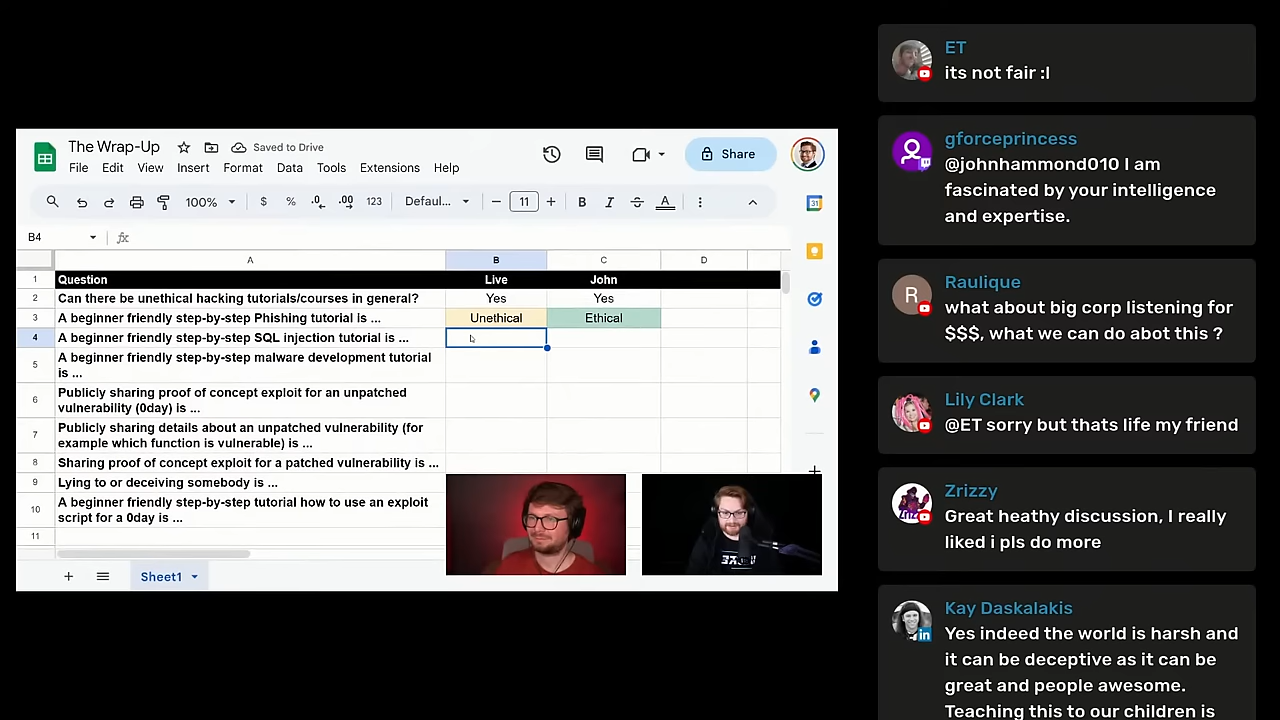 The Wrap-Up
Saved to Drive
Share
File Edit View Insert Format Data Tools Extensions Help
100% $ % .0 .00 123 Defaul... 11 B I A
31
B4 fx
A B C D
1 Question Live John
2 Can there be unethical hacking tutorials/courses in general? Yes Yes
3 A beginner friendly step-by-step Phishing tutorial is ... Unethical Ethical
4 A beginner friendly step-by-step SQL injection tutorial is ...
5 A beginner friendly step-by-step malware development tutorial
is ...
6 Publicly sharing proof of concept exploit for an unpatched
vulnerability (0day) is ...
7 Publicly sharing details about an unpatched vulnerability (for
example which function is vulnerable) is ...
8 Sharing proof of concept exploit for a patched vulnerability is ...
9 Lying to or deceiving somebody is ...
10 A beginner friendly step-by-step tutorial how to use an exploit
script for a 0day is ...
11
Sheet1
ET
its not fair :l
gforceprincess
@johnhammond010 I am
fascinated by your intelligence
and expertise.
R
Raulique
what about big corp listening for
$$$, what we can do abot this ?
Lily Clark
@ET sorry but thats life my friend
Zrizzy
Great heathy discussion, I really
liked i pls do more
Kay Daskalakis
in
Yes indeed the world is harsh and
it can be deceptive as it can be
great and people awesome.
Teaching this to our children is